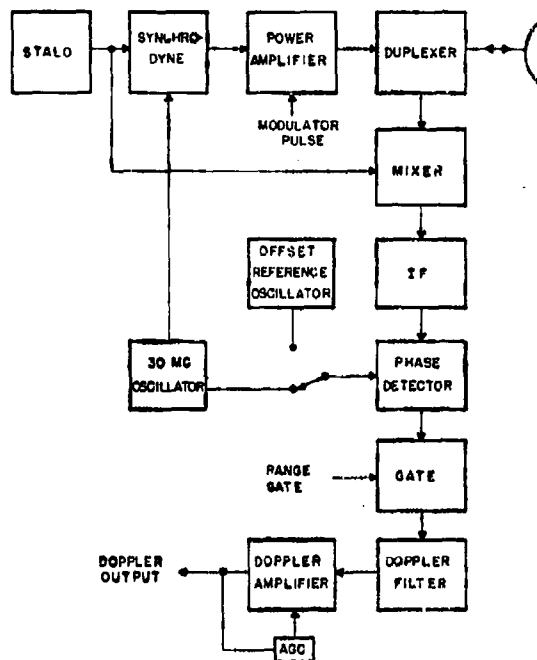 STALO
SYNCHRO-
DYNE
POWER
AMPLIFIER
DUPLEXER
MODULATOR
PULSE
MIXER
OFFSET
REFERENCE
OSCILLATOR
IF
30 MC
OSCILLATOR
PHASE
DETECTOR
RANGE
GATE
GATE
DOPPLER
OUTPUT
DOPPLER
AMPLIFIER
DOPPLER
FILTER
AGC